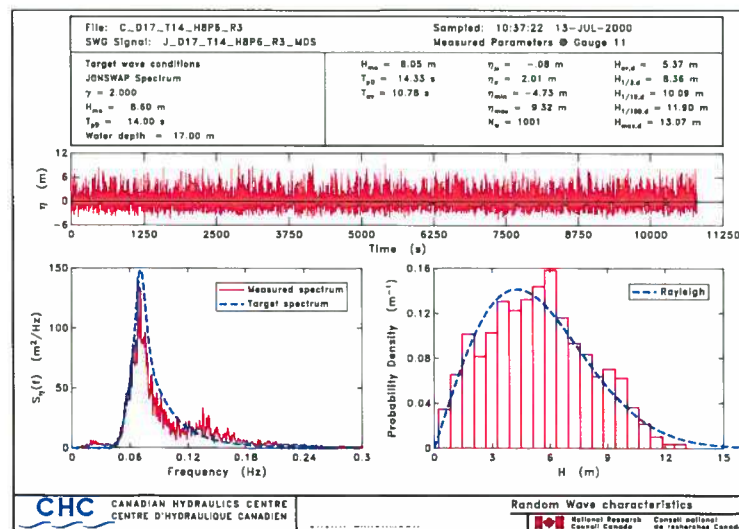 File: C_D17_T14_H8P6_R3
Sampled: 10:37:22 13-JUL-2000
SWG Signal: J_D17_T14_H8P6_R3_MDS
Measured Parameters @ Gauge 11
Target wave conditions
JONSWAP Spectrum
γ = 2.000
Hmo = 8.60 m
Tp0 = 14.00 s
Water depth = 17.00 m
Hmo = 8.05 m
Tp0 = 14.33 s
Tav = 10.78 s
-.08 m
2.01 m
ηmin = -4.73 m
ηmax = 9.32 m
1001
Hav,d = 5.37 m
H1/3,d = 8.36 m
H1/10,d = 10.09 m
H1/100,d = 11.90 m
Hmax,d = 13.07 m
η (m)
12
6
0
-6
0 1250 2500 3750 5000 6250 7500 8750 10000 11250
Time (s)
Sη(f) (m²/Hz)
150
100
50
0
Measured spectrum
Target spectrum
0 0.06 0.12 0.18 0.24 0.3
Frequency (Hz)
Probability Density (m⁻¹)
0.16
0.12
0.08
0.04
0
Rayleigh
0 3 6 9 12 15
H (m)
CHC
CANADIAN HYDRAULICS CENTRE
CENTRE D'HYDRAULIQUE CANADIEN
Random Wave characteristics
National Research Council Canada
Conseil national de recherches Canada